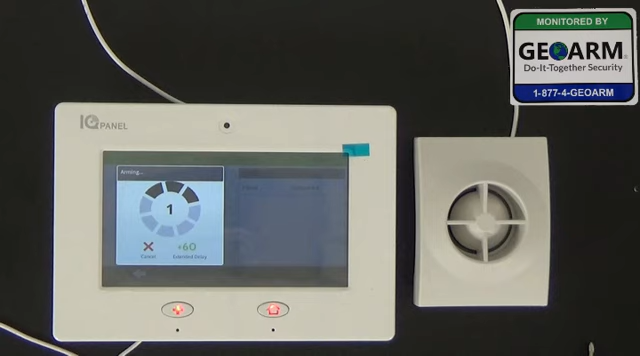 MONITORED BY
GEOARM
Do-It-Together Security
1-877-4-GEOARM
IQ PANEL
Arming...
1
+60
Cancel
Extended Delay